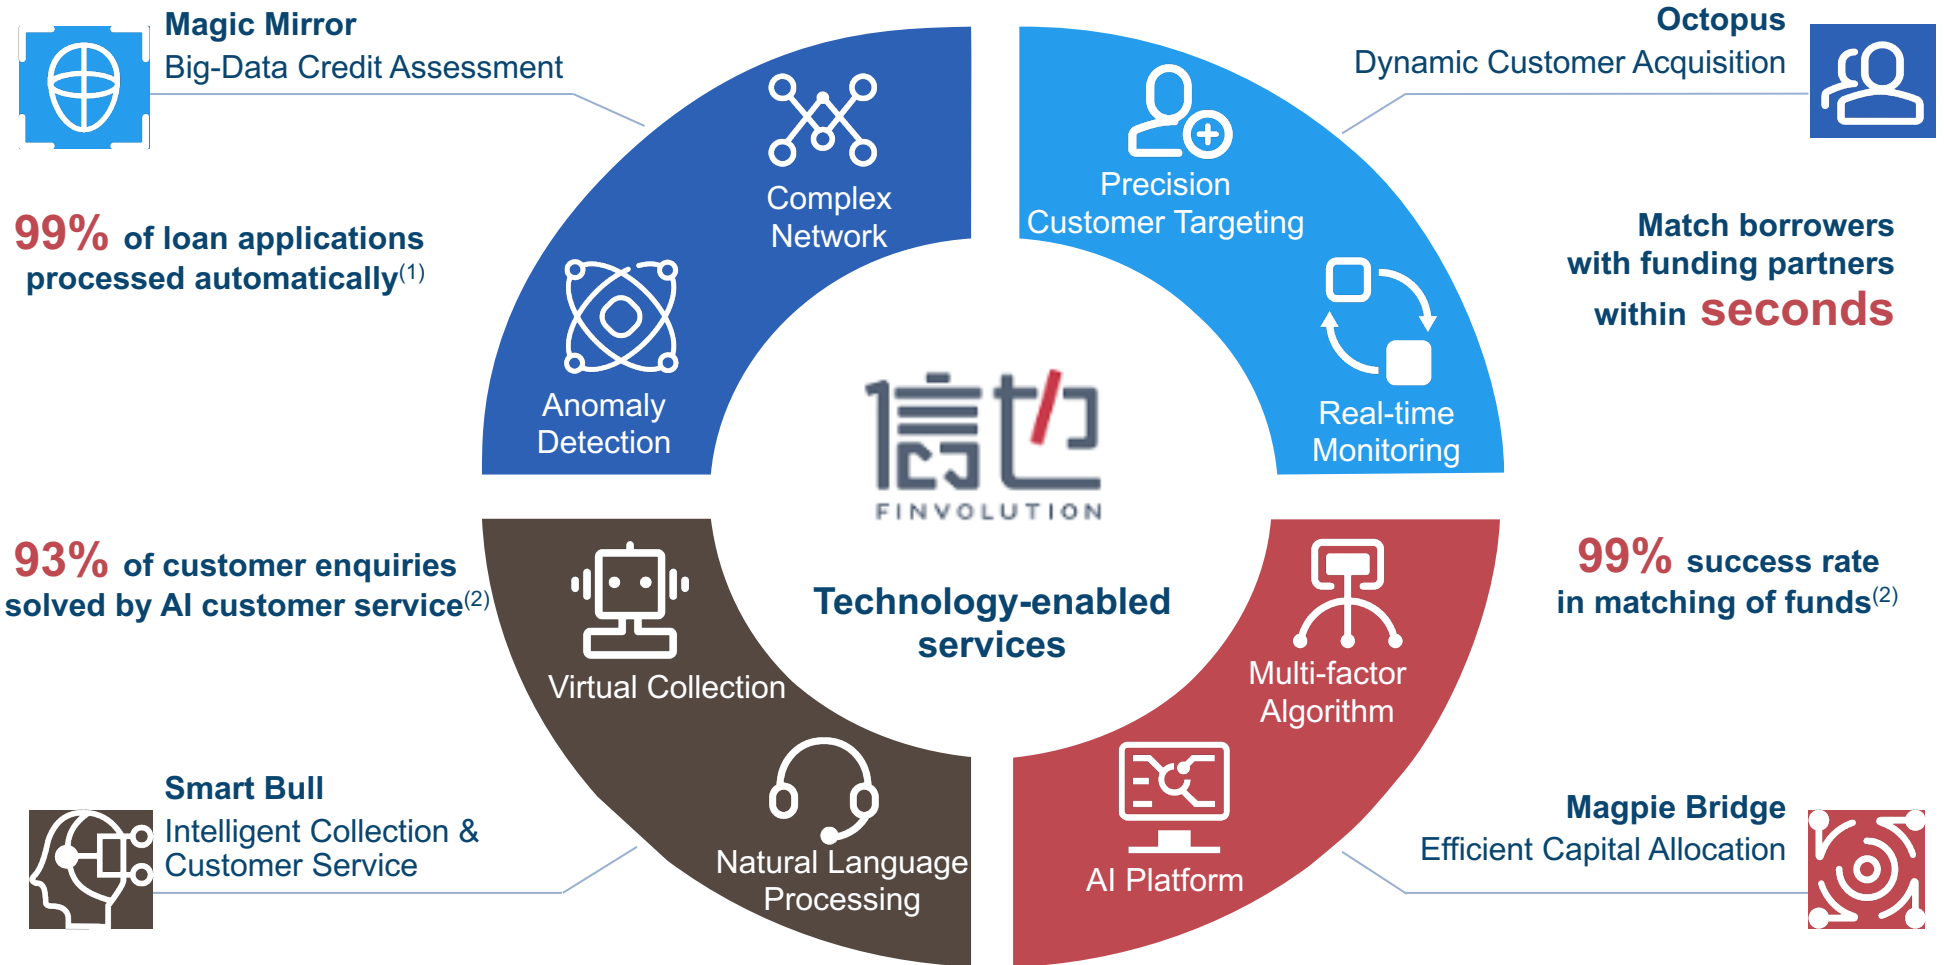 Magic Mirror
Big-Data Credit Assessment
99% of loan applications
processed automatically(1)
Octopus
Dynamic Customer Acquisition
Match borrowers
with funding partners
within seconds
Complex
Network
Anomaly
Detection
Precision
Customer Targeting
Real-time
Monitoring
信也
FINVOLUTION
Technology-enabled
services
93% of customer enquiries
solved by AI customer service(2)
Smart Bull
Intelligent Collection &
Customer Service
Virtual Collection
Natural Language
Processing
Multi-factor
Algorithm
AI Platform
99% success rate
in matching of funds(2)
Magpie Bridge
Efficient Capital Allocation